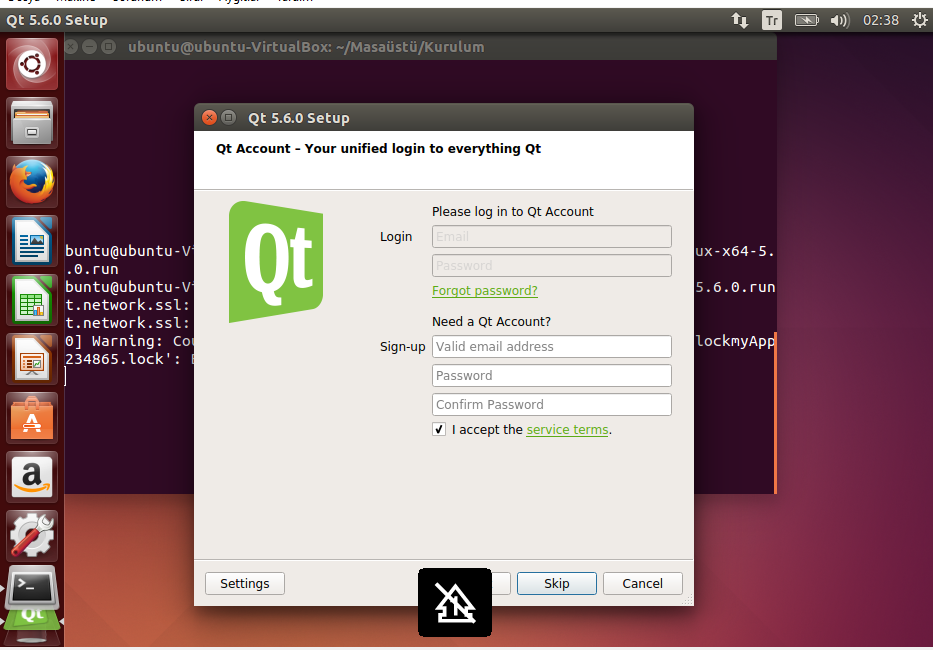 Qt 5.6.0 Setup
Tr
02:38
ubuntu@ubuntu-VirtualBox: ~/Masaüstü/Kurulum
Qt 5.6.0 Setup
Qt Account – Your unified login to everything Qt
Qt
Please log in to Qt Account
Login
Email
Password
Forgot password?
Need a Qt Account?
Sign-up
Valid email address
Password
Confirm Password
I accept the service terms.
Settings
Skip
Cancel
buntu@ubuntu-V
ux-x64-5.
.0.run
buntu@ubuntu-V
5.6.0.run
t.network.ssl:
t.network.ssl:
0] Warning: Cou
lockmyApp
234865.lock':
a
Qt